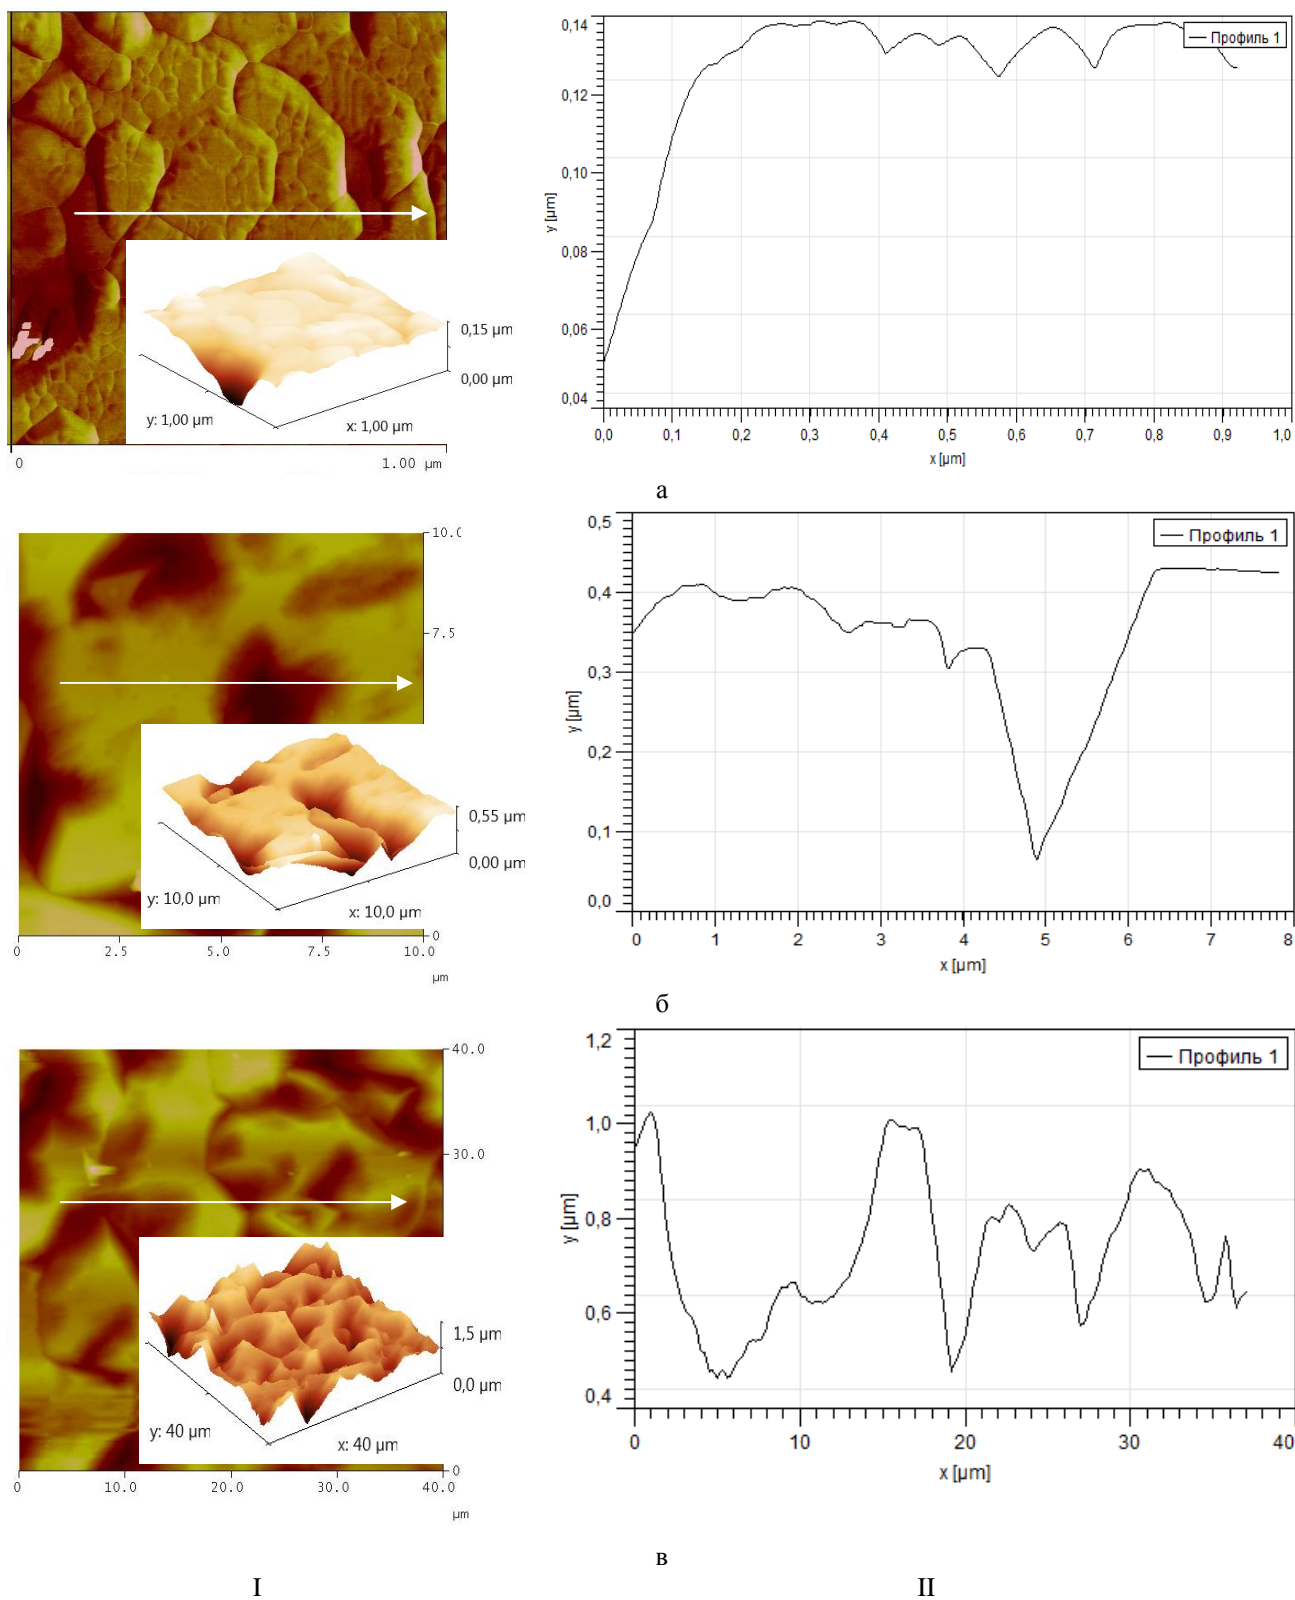 0,14
0,12
0,10
0,08
0,06
0,04
y [µm]
Профиль 1
0,0 0,1 0,2 0,3 0,4 0,5 0,6 0,7 0,8 0,9 1,0
x [µm]
0,15 µm
0,00 µm
y: 1,00 µm
x: 1,00 µm
0 1.00 µm
а
10.0
7.5
0
0,55 µm
0,00 µm
y: 10,0 µm
x: 10,0 µm
0 2.5 5.0 7.5 10.0
µm
0,5
0,4
0,3
0,2
0,1
0,0
y [µm]
Профиль 1
0 1 2 3 4 5 6 7 8
x [µm]
б
40.0
30.0
0
1,5 µm
0,0 µm
y: 40 µm
x: 40 µm
0 10.0 20.0 30.0 40.0
µm
1,2
1,0
0,8
0,6
0,4
y [µm]
Профиль 1
0 10 20 30 40
x [µm]
в
I II